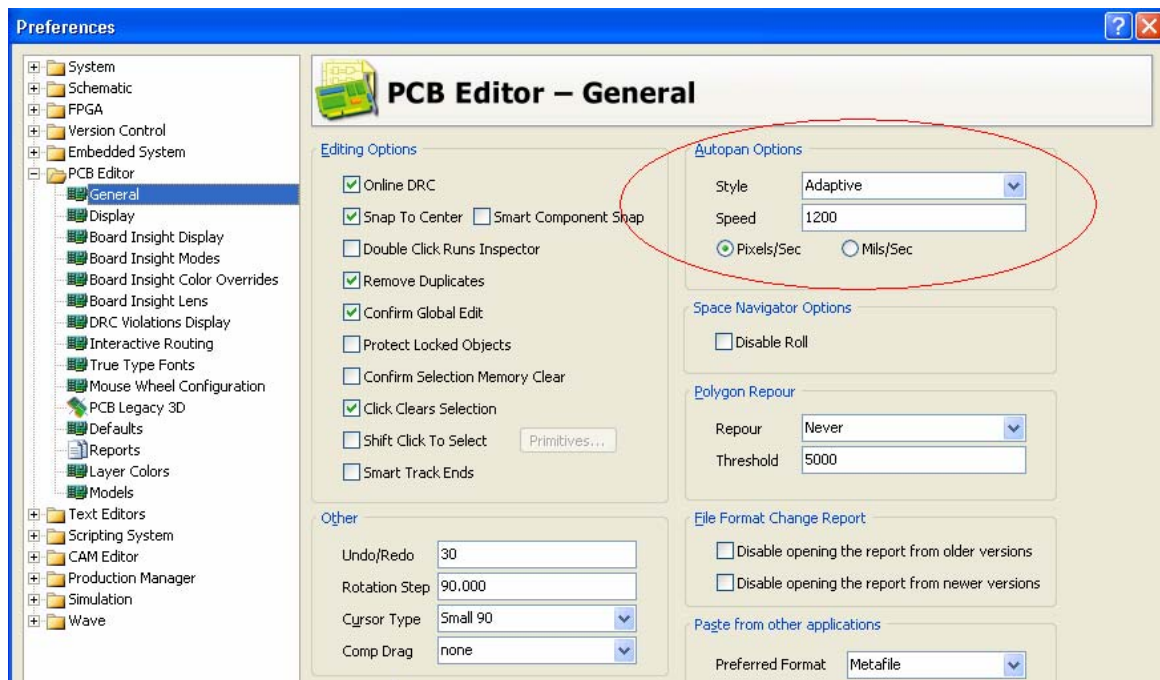 Preferences
System
Schematic
FPGA
Version Control
Embedded System
PCB Editor
General
Display
Board Insight Display
Board Insight Modes
Board Insight Color Overrides
Board Insight Lens
DRC Violations Display
Interactive Routing
True Type Fonts
Mouse Wheel Configuration
PCB Legacy 3D
Defaults
Reports
Layer Colors
Models
Text Editors
Scripting System
CAM Editor
Production Manager
Simulation
Wave
PCB Editor – General
Editing Options
Online DRC
Snap To Center Smart Component Snap
Double Click Runs Inspector
Remove Duplicates
Confirm Global Edit
Protect Locked Objects
Confirm Selection Memory Clear
Click Clears Selection
Shift Click To Select Primitives...
Smart Track Ends
Other
Undo/Redo 30
Rotation Step 90.000
Cursor Type Small 90
Comp Drag none
Autopan Options
Style Adaptive
Speed 1200
Pixels/Sec Mils/Sec
Space Navigator Options
Disable Roll
Polygon Repour
Repour Never
Threshold 5000
File Format Change Report
Disable opening the report from older versions
Disable opening the report from newer versions
Paste from other applications
Preferred Format Metafile